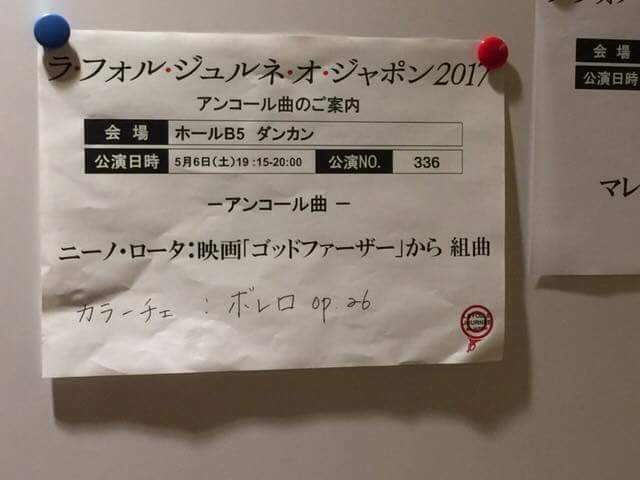 ラ・フォル・ジュルネ・オ・ジャポン2017
アンコール曲のご案内
会場 ホールB5 ダンカン
公演日時 5月6日(土)19:15-20:00 公演NO. 336
－アンコール曲－
ニーノ・ロータ:映画「ゴッドファーザー」から 組曲
カラーチェ : ボレロ op.26
会場
公演日時
マレ